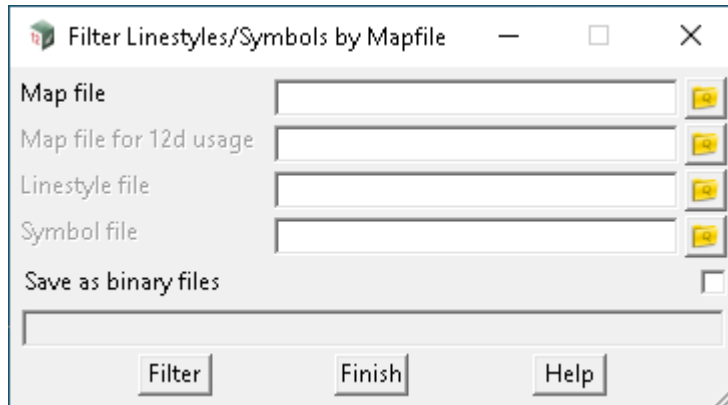 Filter Linestyles/Symbols by Mapfile
Map file
Map file for 12d usage
Linestyle file
Symbol file
Save as binary files
Filter Finish Help